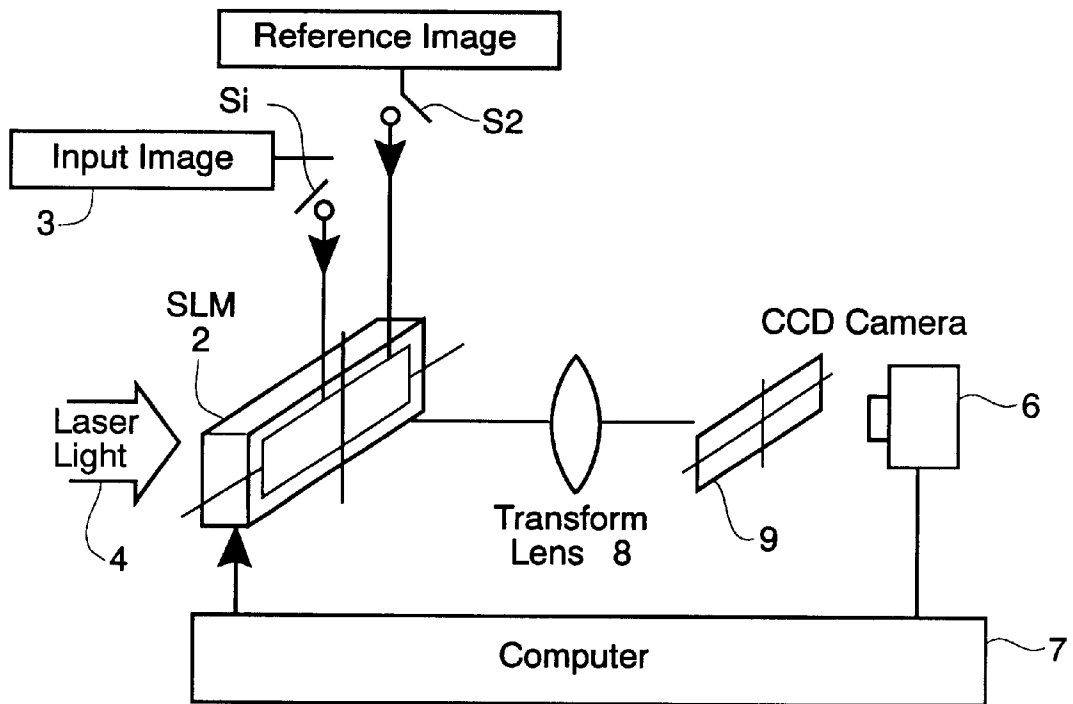 Reference Image
Si
S2
Input Image
3
SLM
2
CCD Camera
Laser
Light
6
4
Transform
Lens 8
9
Computer
7